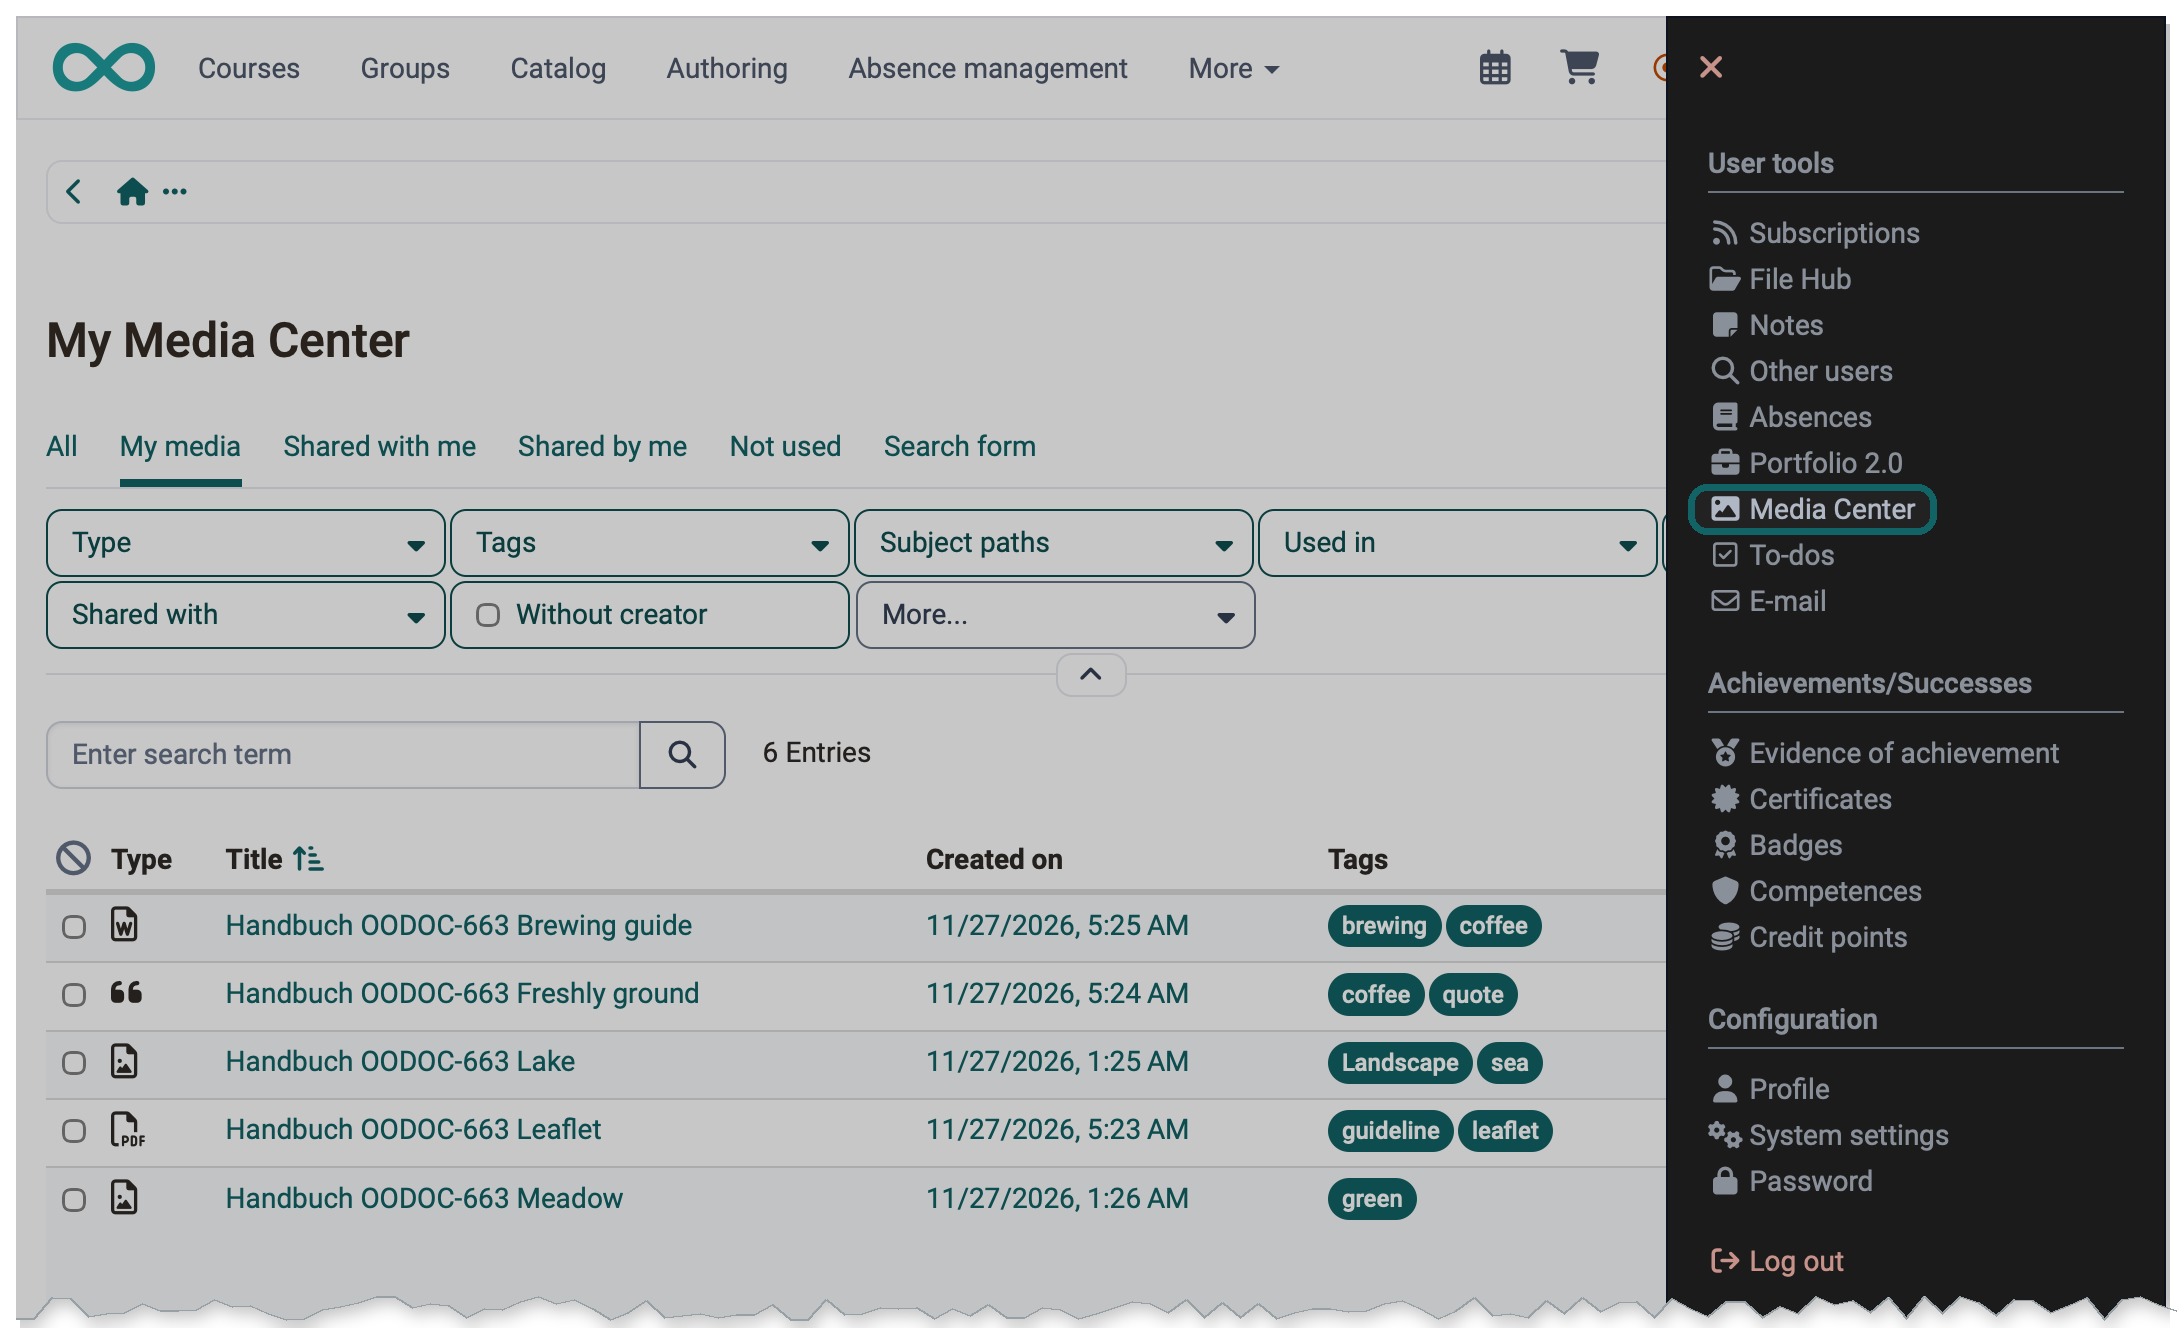 Courses Groups Catalog Authoring Absence management More
My Media Center
All My media Shared with me Shared by me Not used Search form
Type Tags Subject paths Used in
Shared with Without creator More...
Enter search term 6 Entries
Type Title Created on Tags
Handbuch OODOC-663 Brewing guide 11/27/2026, 5:25 AM brewing coffee
Handbuch OODOC-663 Freshly ground 11/27/2026, 5:24 AM coffee quote
Handbuch OODOC-663 Lake 11/27/2026, 1:25 AM Landscape sea
PDF Handbuch OODOC-663 Leaflet 11/27/2026, 5:23 AM guideline leaflet
Handbuch OODOC-663 Meadow 11/27/2026, 1:26 AM green
User tools
Subscriptions
File Hub
Notes
Other users
Absences
Portfolio 2.0
Media Center
To-dos
E-mail
Achievements/Successes
Evidence of achievement
Certificates
Badges
Competences
Credit points
Configuration
Profile
System settings
Password
Log out